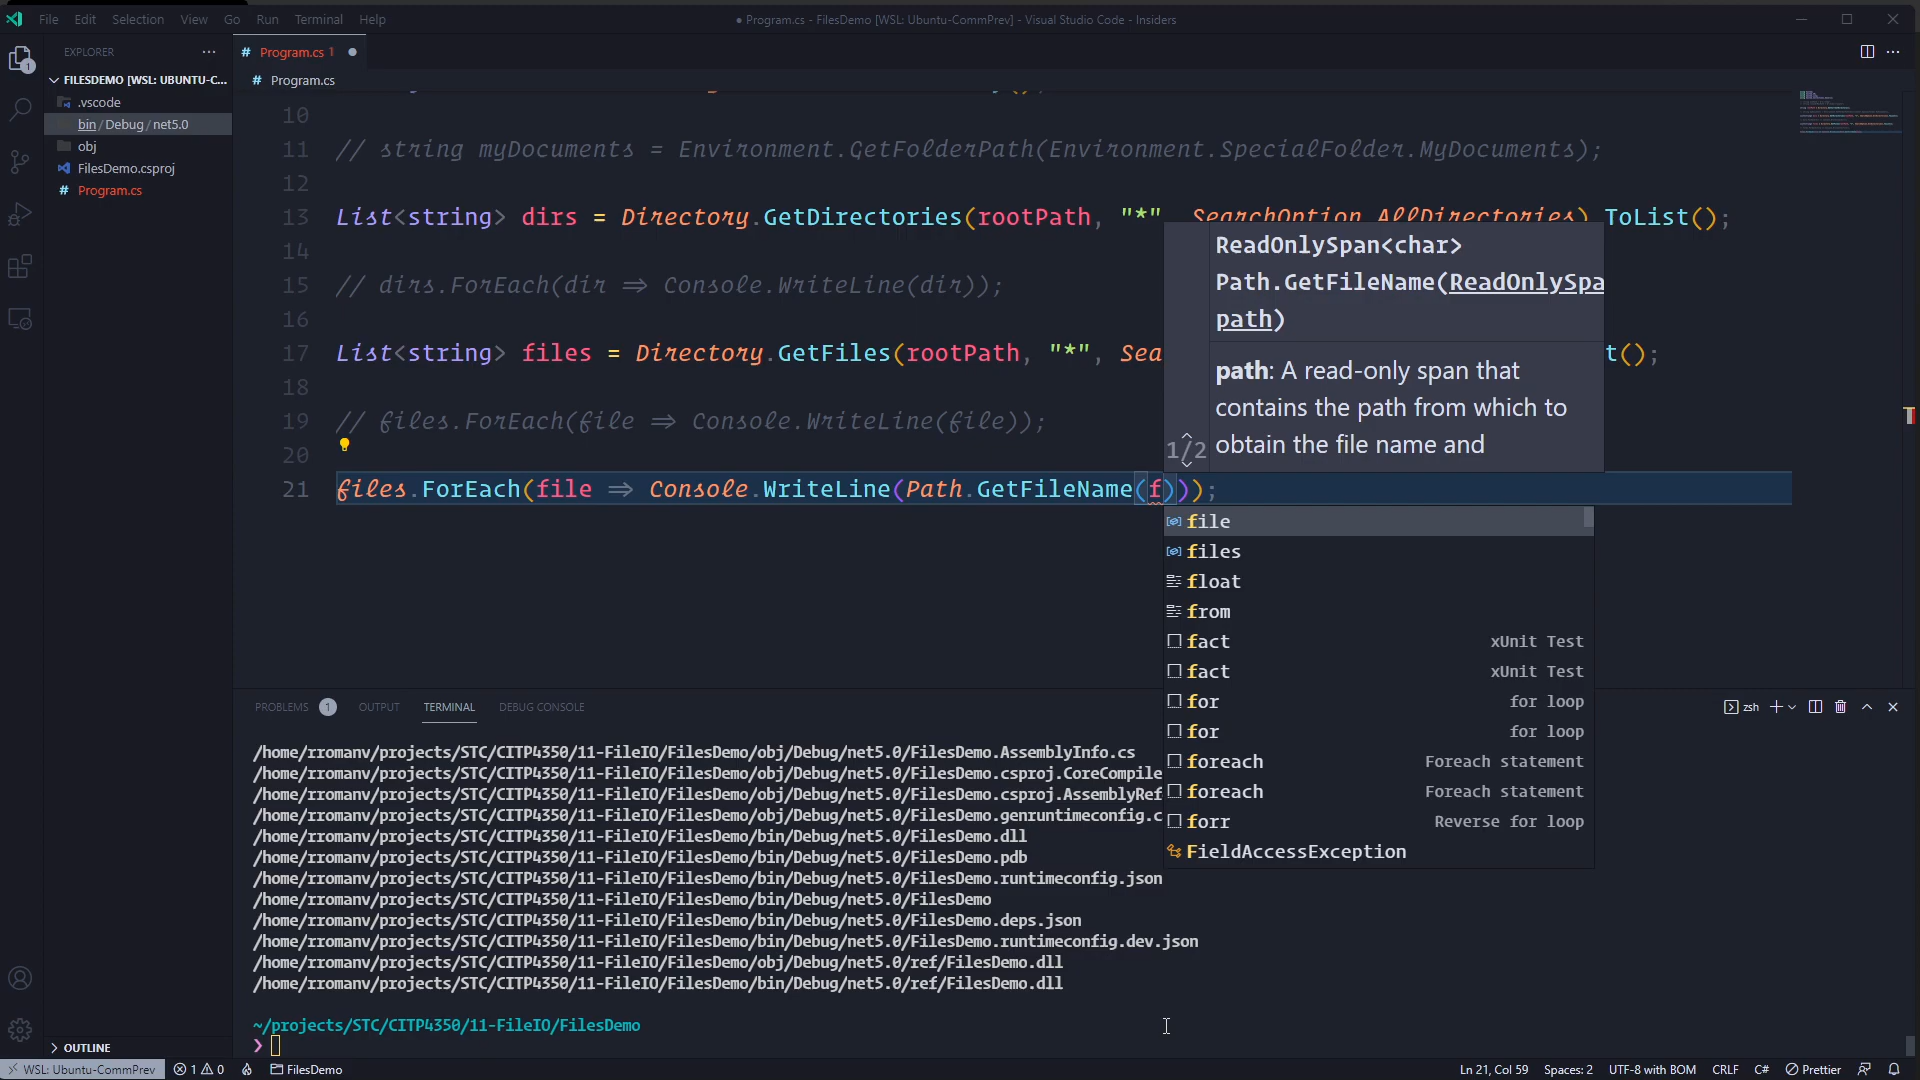 File Edit Selection View Go Run Terminal Help
● Program.cs - FilesDemo [WSL: Ubuntu-CommPrev] - Visual Studio Code - Insiders
EXPLORER
1
FILESDEMO [WSL: UBUNTU-C...
.vscode
bin / Debug / net5.0
obj
FilesDemo.csproj
# Program.cs
OUTLINE
# Program.cs 1 ●
# Program.cs
10
11 // string myDocuments = Environment.GetFolderPath(Environment.SpecialFolder.MyDocuments);
12
13 List<string> dirs = Directory.GetDirectories(rootPath, "*", SearchOption.AllDirectories).ToList();
14
15 // dirs.ForEach(dir => Console.WriteLine(dir));
16
17 List<string> files = Directory.GetFiles(rootPath, "*", Sea t();
18
19 // files.ForEach(file => Console.WriteLine(file));
20
21 files.ForEach(file => Console.WriteLine(Path.GetFileName(f)));
ReadOnlySpan<char>
Path.GetFileName(ReadOnlySpa
path)
path: A read-only span that
contains the path from which to
1/2 obtain the file name and
file
files
float
from
fact xUnit Test
fact xUnit Test
for for loop
for for loop
foreach Foreach statement
foreach Foreach statement
forr Reverse for loop
FieldAccessException
PROBLEMS 1 OUTPUT TERMINAL DEBUG CONSOLE
zsh
/home/rromanv/projects/STC/CITP4350/11-FileIO/FilesDemo/obj/Debug/net5.0/FilesDemo.AssemblyInfo.cs
/home/rromanv/projects/STC/CITP4350/11-FileIO/FilesDemo/obj/Debug/net5.0/FilesDemo.csproj.CoreCompile
/home/rromanv/projects/STC/CITP4350/11-FileIO/FilesDemo/obj/Debug/net5.0/FilesDemo.csproj.AssemblyRef
/home/rromanv/projects/STC/CITP4350/11-FileIO/FilesDemo/obj/Debug/net5.0/FilesDemo.genruntimeconfig.c
/home/rromanv/projects/STC/CITP4350/11-FileIO/FilesDemo/bin/Debug/net5.0/FilesDemo.dll
/home/rromanv/projects/STC/CITP4350/11-FileIO/FilesDemo/bin/Debug/net5.0/FilesDemo.pdb
/home/rromanv/projects/STC/CITP4350/11-FileIO/FilesDemo/bin/Debug/net5.0/FilesDemo.runtimeconfig.json
/home/rromanv/projects/STC/CITP4350/11-FileIO/FilesDemo/bin/Debug/net5.0/FilesDemo
/home/rromanv/projects/STC/CITP4350/11-FileIO/FilesDemo/bin/Debug/net5.0/FilesDemo.deps.json
/home/rromanv/projects/STC/CITP4350/11-FileIO/FilesDemo/bin/Debug/net5.0/FilesDemo.runtimeconfig.dev.json
/home/rromanv/projects/STC/CITP4350/11-FileIO/FilesDemo/obj/Debug/net5.0/ref/FilesDemo.dll
/home/rromanv/projects/STC/CITP4350/11-FileIO/FilesDemo/bin/Debug/net5.0/ref/FilesDemo.dll
~/projects/STC/CITP4350/11-FileIO/FilesDemo
❯
WSL: Ubuntu-CommPrev 1 0 FilesDemo Ln 21, Col 59 Spaces: 2 UTF-8 with BOM CRLF C# Prettier